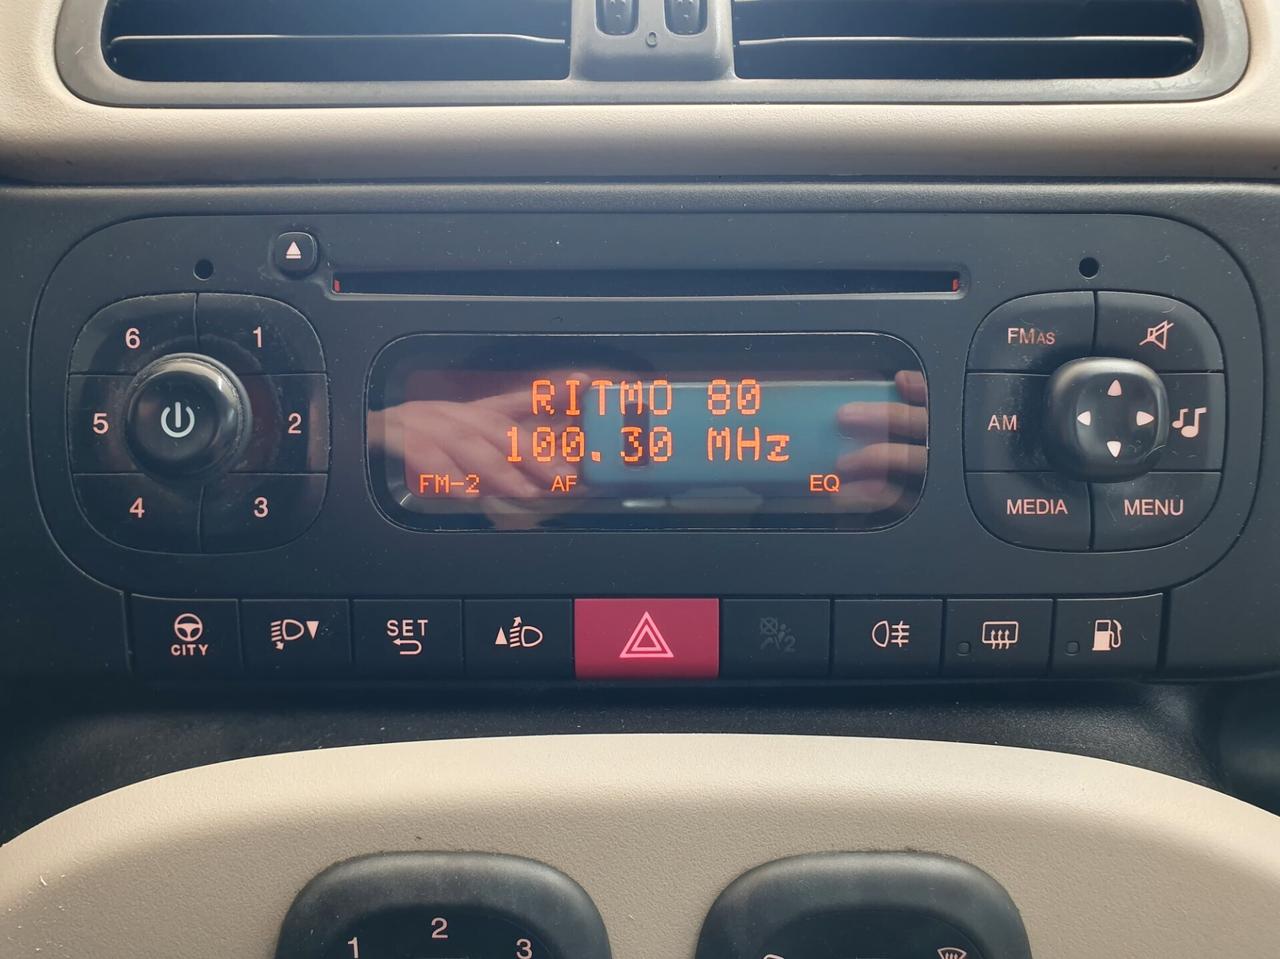 6 1
FMAS
RITMO 80
5 2
AM
100.30 MHz
FM-2 AF EQ
4 3
MEDIA MENU
SET
CITY
2
2
1 3